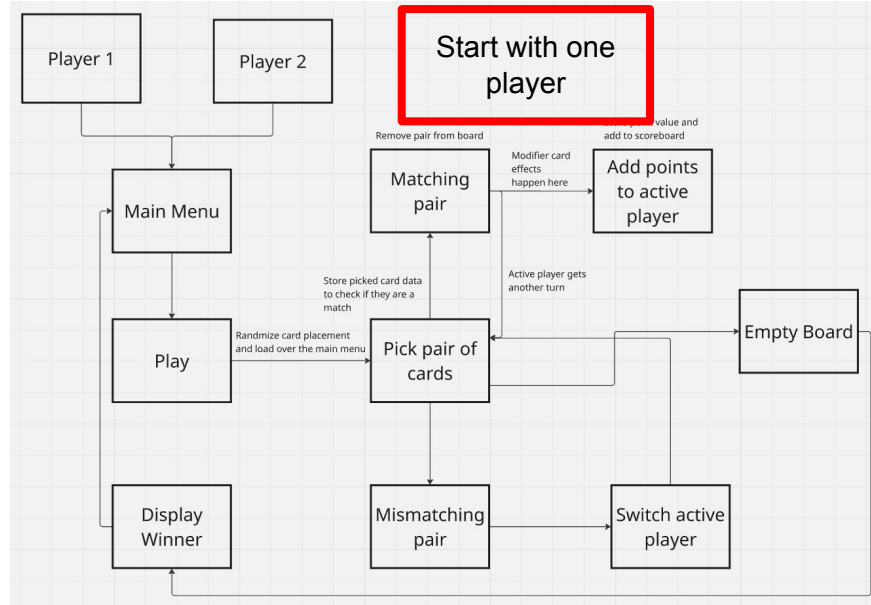 Player 1
Player 2
Start with one
player
value and
add to scoreboard
Remove pair from board
Modifier card
effects
happen here
Matching
pair
Add points
to active
player
Main Menu
Store picked card data
to check if they are a
match
Active player gets
another turn
Randmize card placement
and load over the main menu
Play
Pick pair of
cards
Empty Board
Display
Winner
Mismatching
pair
Switch active
player